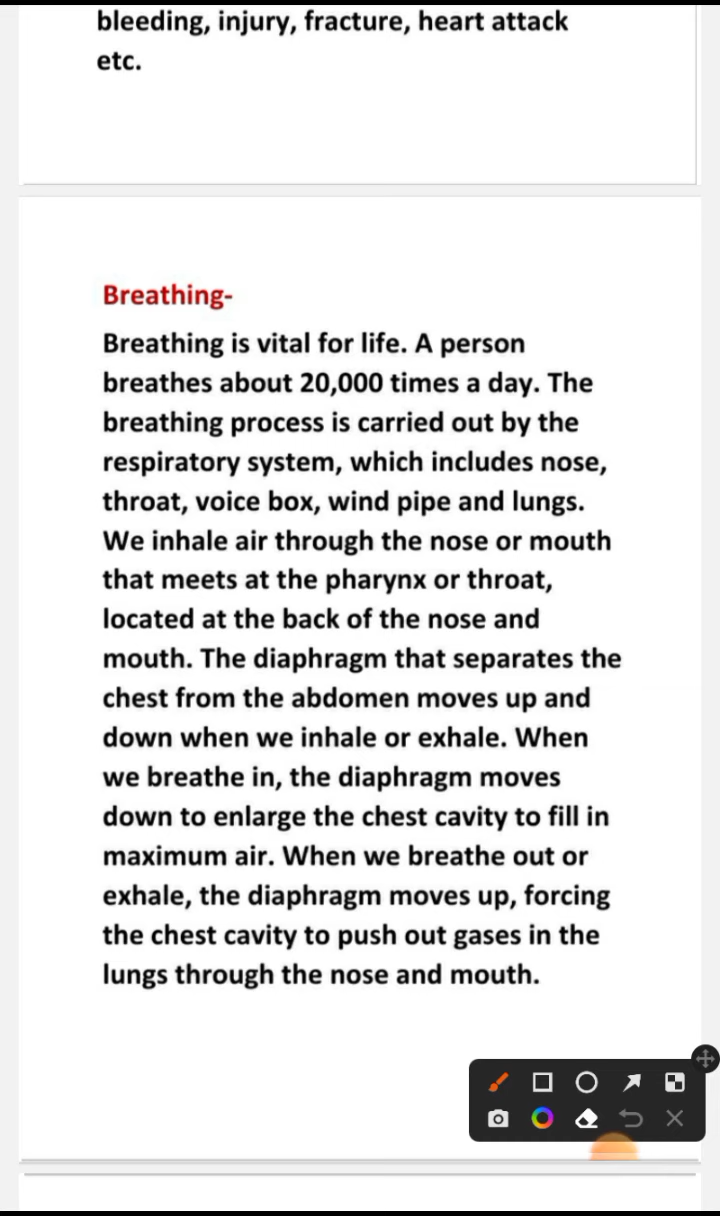 bleeding, injury, fracture, heart attack
etc.
Breathing-
Breathing is vital for life. A person
breathes about 20,000 times a day. The
breathing process is carried out by the
respiratory system, which includes nose,
throat, voice box, wind pipe and lungs.
We inhale air through the nose or mouth
that meets at the pharynx or throat,
located at the back of the nose and
mouth. The diaphragm that separates the
chest from the abdomen moves up and
down when we inhale or exhale. When
we breathe in, the diaphragm moves
down to enlarge the chest cavity to fill in
maximum air. When we breathe out or
exhale, the diaphragm moves up, forcing
the chest cavity to push out gases in the
lungs through the nose and mouth.